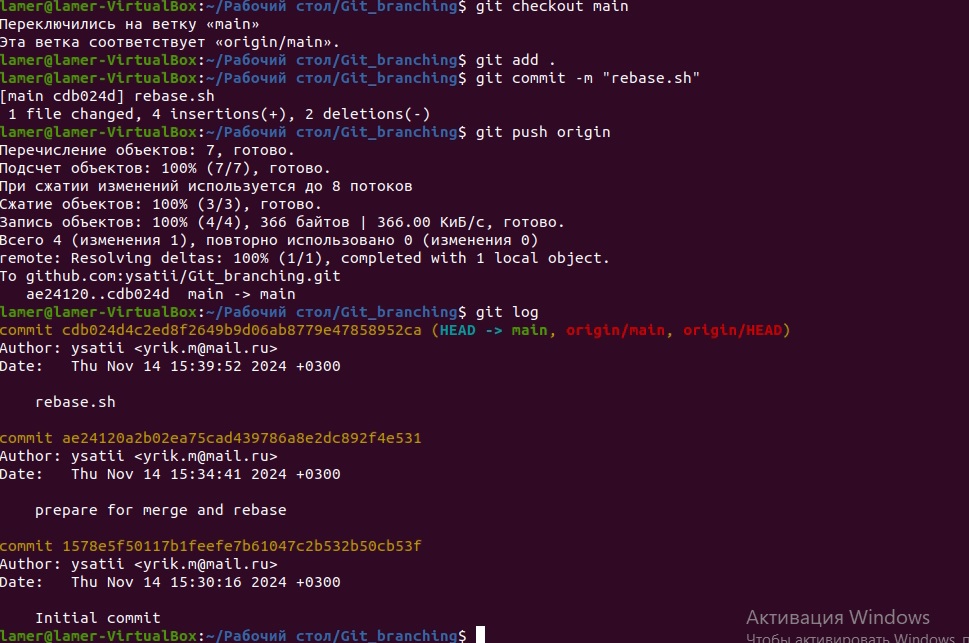 lamer@lamer-VirtualBox:~/Рабочий стол/Git_branching$ git checkout main
Переключились на ветку «main»
Эта ветка соответствует «origin/main».
lamer@lamer-VirtualBox:~/Рабочий стол/Git_branching$ git add .
lamer@lamer-VirtualBox:~/Рабочий стол/Git_branching$ git commit -m "rebase.sh"
[main cdb024d] rebase.sh
 1 file changed, 4 insertions(+), 2 deletions(-)
lamer@lamer-VirtualBox:~/Рабочий стол/Git_branching$ git push origin
Перечисление объектов: 7, готово.
Подсчет объектов: 100% (7/7), готово.
При сжатии изменений используется до 8 потоков
Сжатие объектов: 100% (3/3), готово.
Запись объектов: 100% (4/4), 366 байтов | 366.00 КиБ/с, готово.
Всего 4 (изменения 1), повторно использовано 0 (изменения 0)
remote: Resolving deltas: 100% (1/1), completed with 1 local object.
To github.com:ysatii/Git_branching.git
   ae24120..cdb024d  main -> main
lamer@lamer-VirtualBox:~/Рабочий стол/Git_branching$ git log
commit cdb024d4c2ed8f2649b9d06ab8779e47858952ca (HEAD -> main, origin/main, origin/HEAD)
Author: ysatii <yrik.m@mail.ru>
Date:   Thu Nov 14 15:39:52 2024 +0300
    rebase.sh
commit ae24120a2b02ea75cad439786a8e2dc892f4e531
Author: ysatii <yrik.m@mail.ru>
Date:   Thu Nov 14 15:34:41 2024 +0300
    prepare for merge and rebase
commit 1578e5f50117b1feefe7b61047c2b532b50cb53f
Author: ysatii <yrik.m@mail.ru>
Date:   Thu Nov 14 15:30:16 2024 +0300
    Initial commit
lamer@lamer-VirtualBox:~/Рабочий стол/Git_branching$
Активация Windows
Чтобы активировать Windows